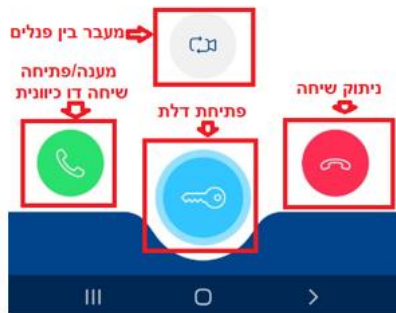 מעבר בין פנלים
מענה/פתיחה
שיחה דו כיוונית
פתיחת דלת
ניתוק שיחה